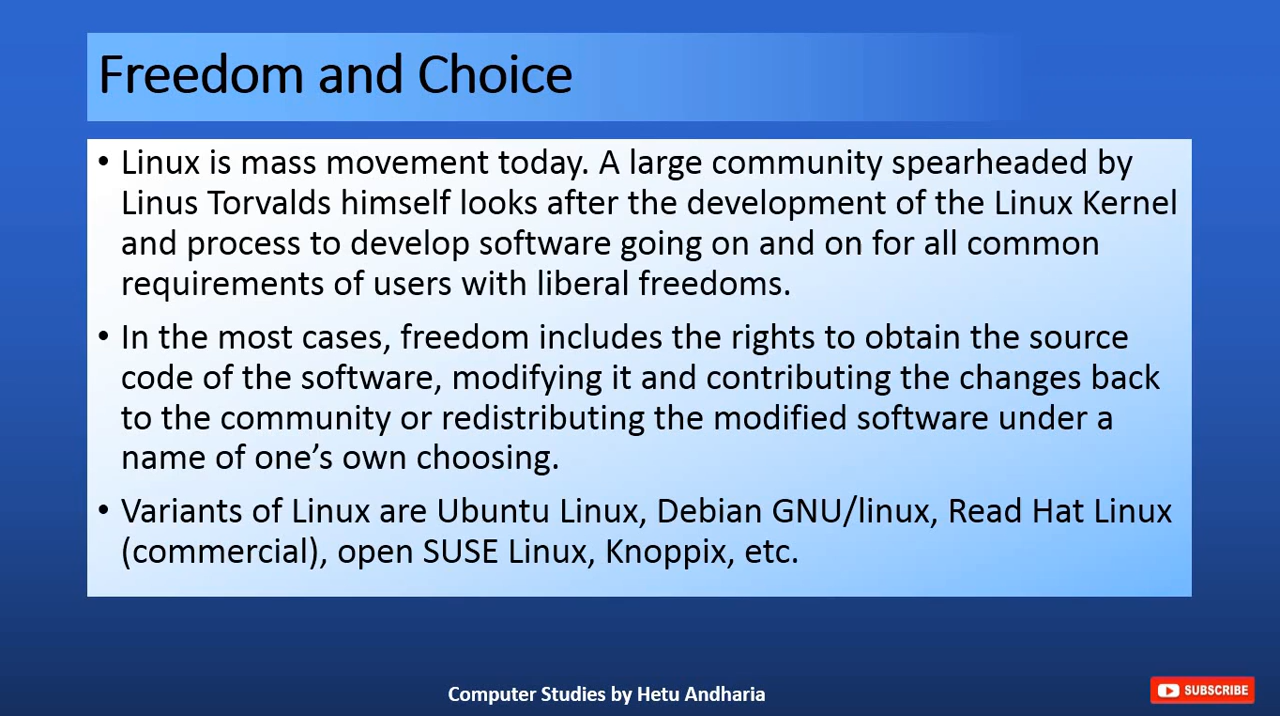 Freedom and Choice
• Linux is mass movement today. A large community spearheaded by
Linus Torvalds himself looks after the development of the Linux Kernel
and process to develop software going on and on for all common
requirements of users with liberal freedoms.
• In the most cases, freedom includes the rights to obtain the source
code of the software, modifying it and contributing the changes back
to the community or redistributing the modified software under a
name of one’s own choosing.
• Variants of Linux are Ubuntu Linux, Debian GNU/linux, Read Hat Linux
(commercial), open SUSE Linux, Knoppix, etc.
Computer Studies by Hetu Andharia
SUBSCRIBE